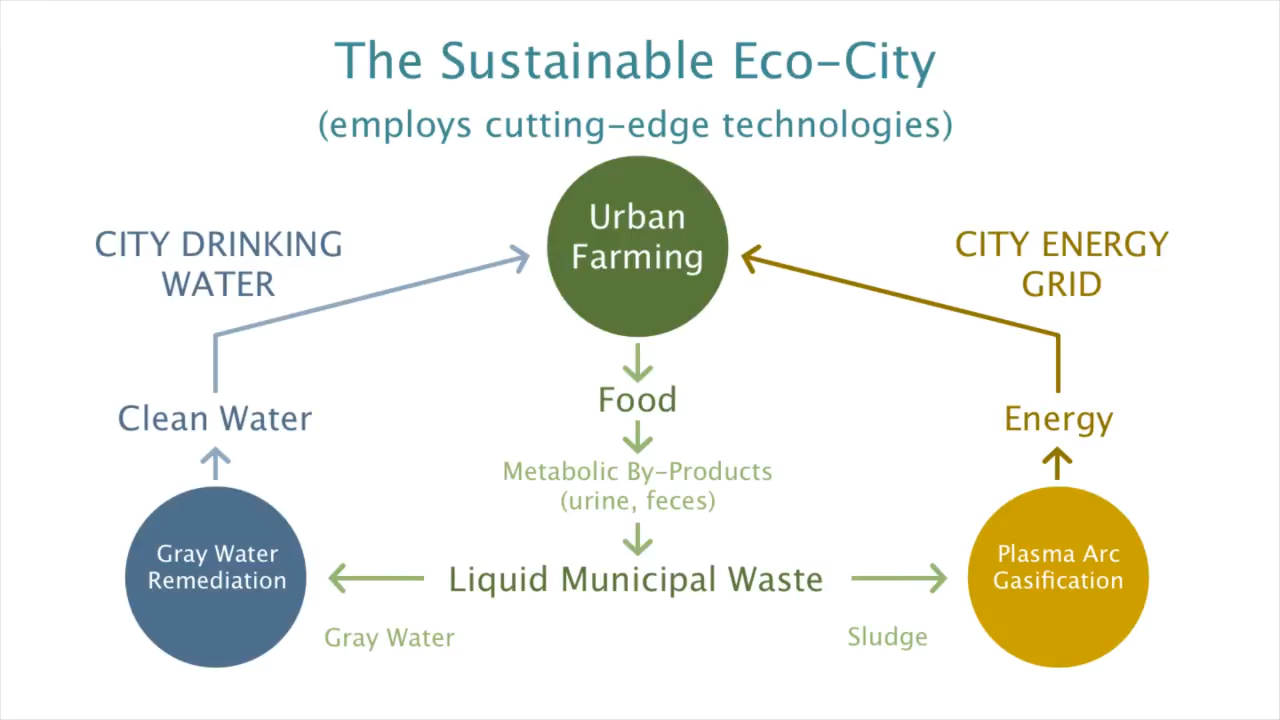 The Sustainable Eco-City
(employs cutting-edge technologies)
Urban
Farming
CITY DRINKING
WATER
CITY ENERGY
GRID
Food
Clean Water
Energy
Metabolic By-Products
(urine, feces)
Gray Water
Remediation
Liquid Municipal Waste
Plasma Arc
Gasification
Gray Water
Sludge